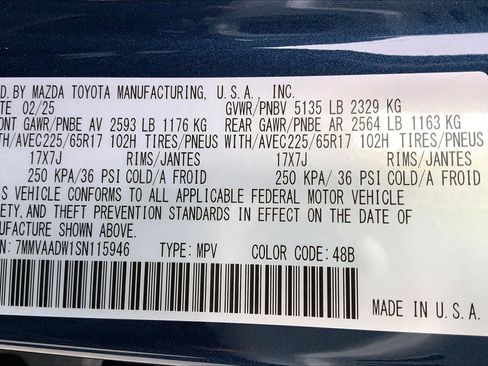 D. BY MAZDA TOYOTA MANUFACTURING, U.S.A., INC.
TE 02/25 GVWR/PNBV 5135 LB 2329 KG
ONT GAWR/PNBE AV 2593 LB 1176 KG REAR GAWR/PNBE AR 2564 LB 1163 KG
TH/AVEC225/65R17 102H TIRES/PNEUS WITH/AVEC225/65R17 102H TIRES/PNEUS
17X7J RIMS/JANTES 17X7J RIMS/JANTES
250 KPA/ 36 PSI COLD/A FROID 250 KPA/ 36 PSI COLD/A FROID
S VEHICLE CONFORMS TO ALL APPLICABLE FEDERAL MOTOR VEHICLE
FETY, AND THEFT PREVENTION STANDARDS IN EFFECT ON THE DATE OF
UFACTURE SHOWN ABOVE.
N: 7MMVAADW1SN115946 TYPE: MPV COLOR CODE: 48B
MADE IN U.S.A.